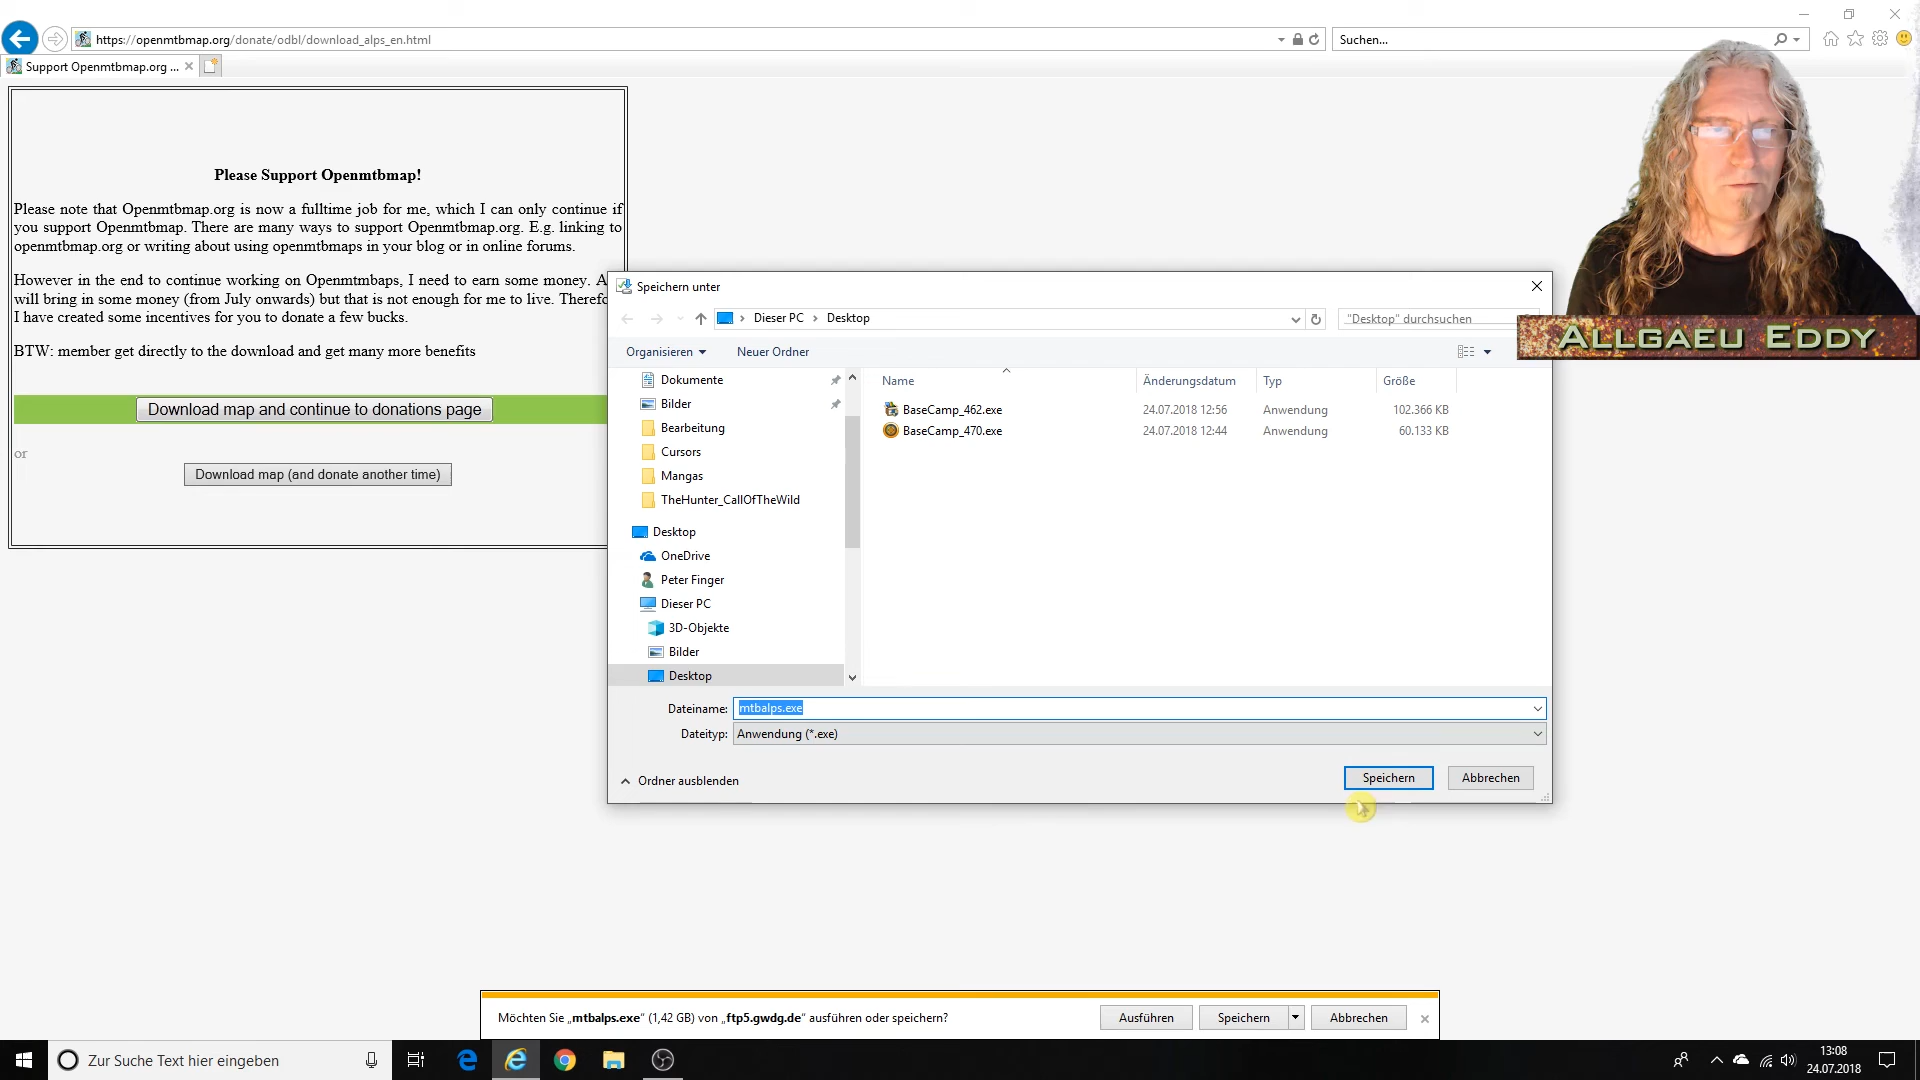 https://openmtbmap.org/donate/odbl/download_alps_en.html
Suchen...
Support Openmtbmap.org ...
Please Support Openmtbmap!
Please note that Openmtbmap.org is now a fulltime job for me, which I can only continue if
you support Openmtbmap. There are many ways to support Openmtbmap.org. E.g. linking to
openmtbmap.org or writing about using openmtbmaps in your blog or in online forums.
However in the end to continue working on Openmtmbaps, I need to earn some money. A
will bring in some money (from July onwards) but that is not enough for me to live. Therefo
I have created some incentives for you to donate a few bucks.
BTW: member get directly to the download and get many more benefits
Download map and continue to donations page
or
Download map (and donate another time)
Allgaeu Eddy
Speichern unter
Dieser PC
Desktop
"Desktop" durchsuchen
Organisieren
Neuer Ordner
Dokumente
Bilder
Bearbeitung
Cursors
Mangas
TheHunter_CallOfTheWild
Desktop
OneDrive
Peter Finger
Dieser PC
3D-Objekte
Bilder
Desktop
Name Änderungsdatum Typ Größe
BaseCamp_462.exe 24.07.2018 12:56 Anwendung 102.366 KB
BaseCamp_470.exe 24.07.2018 12:44 Anwendung 60.133 KB
Dateiname: mtbalps.exe
Dateityp: Anwendung (*.exe)
Ordner ausblenden
Speichern
Abbrechen
Möchten Sie „mtbalps.exe“ (1,42 GB) von „ftp5.gwdg.de“ ausführen oder speichern?
Ausführen
Speichern
Abbrechen
Zur Suche Text hier eingeben
13:08
24.07.2018